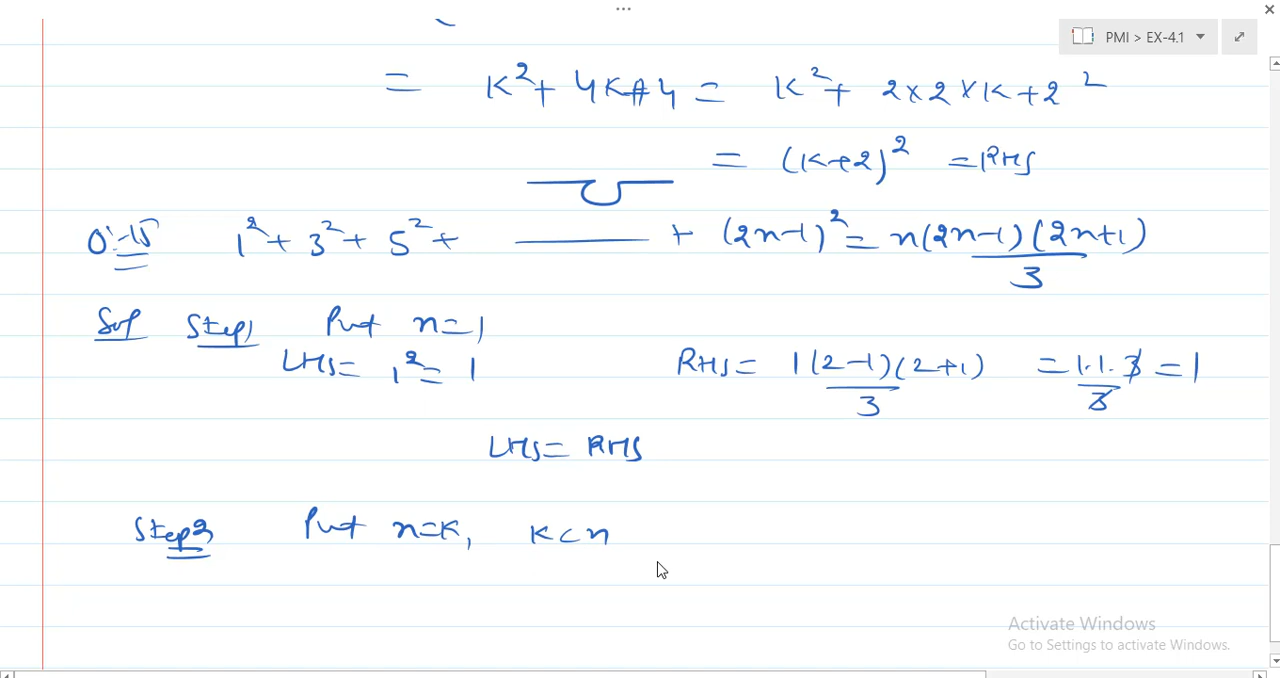 PMI > EX-4.1
= K² + 4K+4 = K² + 2×2×K+2²
= (K+2)² = RHS
Q:-15 1² + 3² + 5² + ——— + (2n-1)² = n(2n-1)(2n+1)/3
Sol Step1 Put n=1
LHS = 1² = 1 RHS = 1(2-1)(2+1)/3 = 1.1.3/3 = 1
LHS = RHS
Step2 Put n=K, K<n
Activate Windows
Go to Settings to activate Windows.